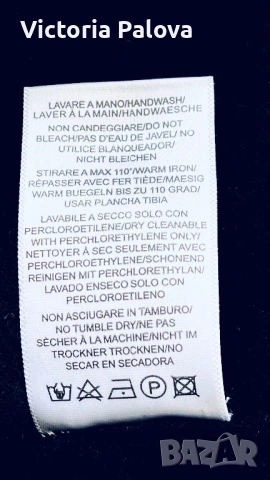 Victoria Palova
LAVARE A MANO/HANDWASH/
LAVER À LA MAIN/HANDWAESCHE
NON CANDEGGIARE/DO NOT
BLEACH/PAS D'EAU DE JAVEL/ NO
UTILICE BLANQUEADOR/
NICHT BLEICHEN
STIRARE A MAX 110°/WARM IRON/
RÉPASSER AVEC FER TIÈDE/MAESIG
WARM BUEGELN BIS ZU 110 GRAD/
USAR PLANCHA TIBIA
LAVABILE A SECCO SOLO CON
PERCLOROETILENE/DRY CLEANABLE
WITH PERCHLORETHYLENE ONLY/
NETTOYER À SEC SEULEMENT AVEC
PERCHLORETHYLENE/SCHONEND
REINIGEN MIT PERCHLORETHYLAN/
LAVADO ENSECO SOLO CON
PERCLOROETILENO
NON ASCIUGARE IN TAMBURO/
NO TUMBLE DRY/NE PAS
SÈCHER À LA MACHINE/NICHT IM
TROCKNER TROCKNEN/NO
SECAR EN SECADORA
P
BAZAR